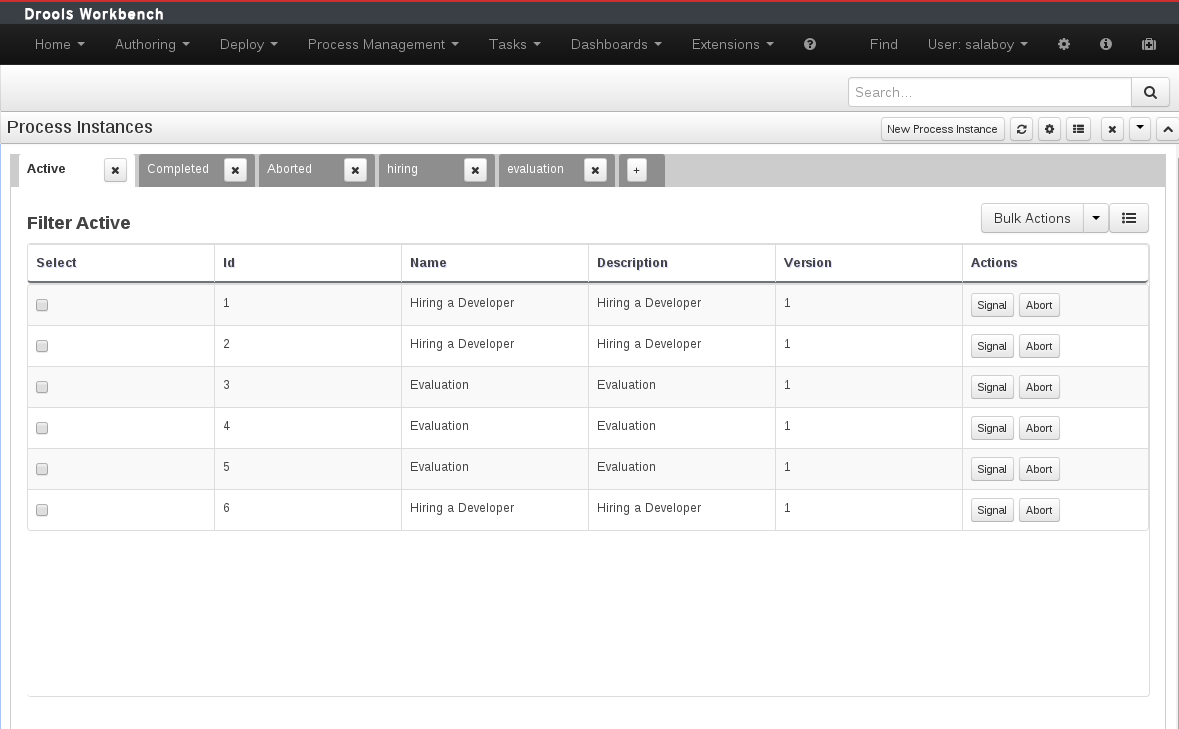 Drools Workbench
Home Authoring Deploy Process Management Tasks Dashboards Extensions Find User: salaboy
Search...
Process Instances New Process Instance
Active Completed Aborted hiring evaluation +
Filter Active Bulk Actions
Select Id Name Description Version Actions
1 Hiring a Developer Hiring a Developer 1 Signal Abort
2 Hiring a Developer Hiring a Developer 1 Signal Abort
3 Evaluation Evaluation 1 Signal Abort
4 Evaluation Evaluation 1 Signal Abort
5 Evaluation Evaluation 1 Signal Abort
6 Hiring a Developer Hiring a Developer 1 Signal Abort